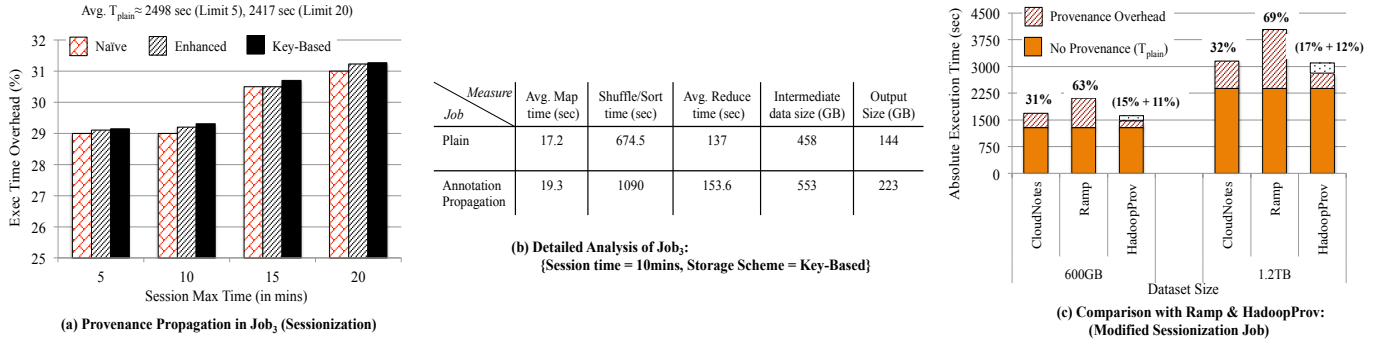 Avg. Tplain ≈ 2498 sec (Limit 5), 2417 sec (Limit 20)
Exec Time Overhead (%)
32
31
30
29
28
27
26
25
Naïve
Enhanced
Key-Based
5
10
15
20
Session Max Time (in mins)
(a) Provenance Propagation in Job3 (Sessionization)
Measure
Job
Avg. Map time (sec)
Shuffle/Sort time (sec)
Avg. Reduce time (sec)
Intermediate data size (GB)
Output Size (GB)
Plain 17.2 674.5 137 458 144
Annotation Propagation 19.3 1090 153.6 553 223
(b) Detailed Analysis of Job3:
{Session time = 10mins, Storage Scheme = Key-Based}
Absolute Execution Time (sec)
4500
3750
3000
2250
1500
750
0
Provenance Overhead
No Provenance (Tplain)
31%
63%
(15% + 11%)
32%
69%
(17% + 12%)
CloudNotes
Ramp
HadoopProv
CloudNotes
Ramp
HadoopProv
600GB
1.2TB
Dataset Size
(c) Comparison with Ramp & HadoopProv:
(Modified Sessionization Job)